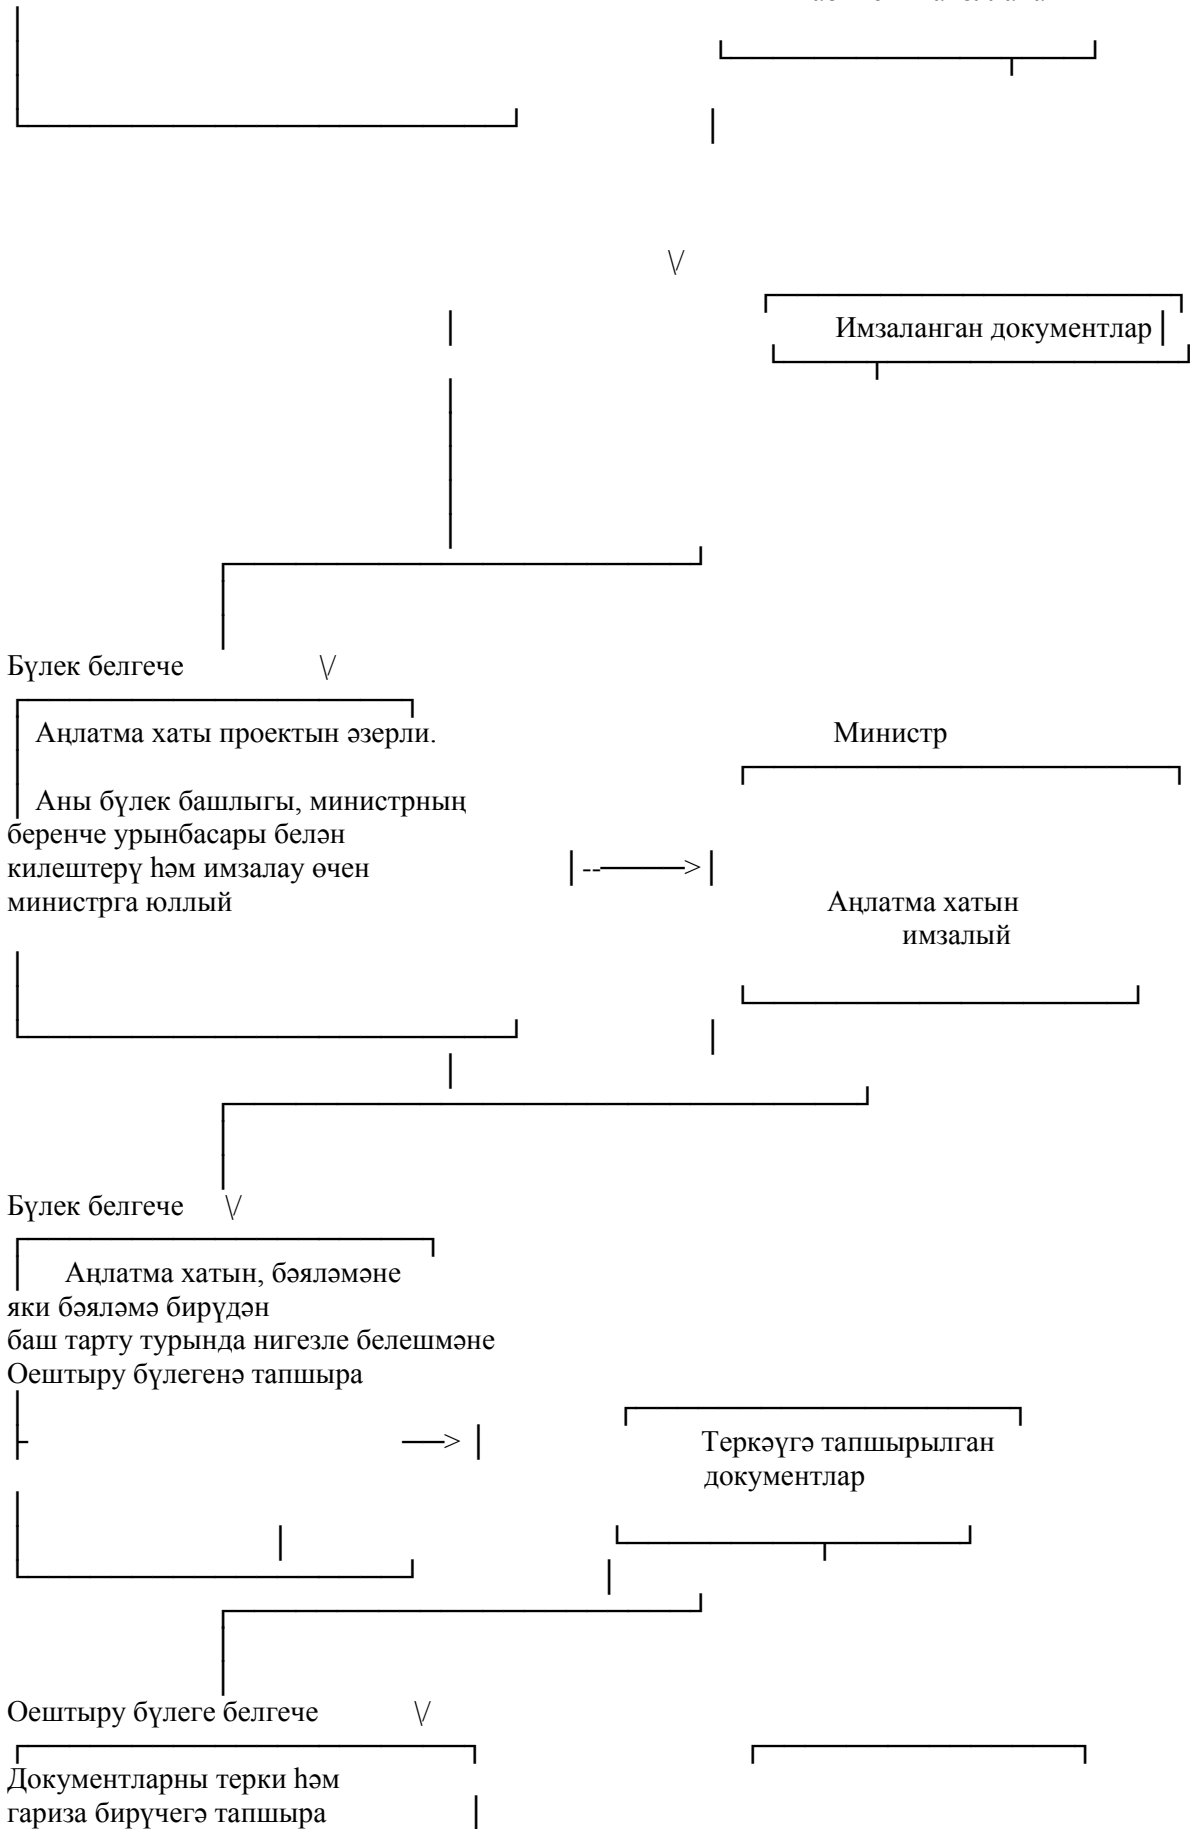 Имзаланган документлар
Бүлек белгече
Аңлатма хаты проектын әзерли.
Министр
Аны бүлек башлыгы, министрның
беренче урынбасары белән
килештерү һәм имзалау өчен
министрга юллый
Аңлатма хатын
имзалый
Бүлек белгече
Аңлатма хатын, бәяләмәне
яки бәяләмә бирүдән
баш тарту турында нигезле белешмәне
Оештыру бүлегенә тапшыра
Теркәүгә тапшырылган
документлар
Оештыру бүлеге белгече
Документларны терки һәм
гариза бирүчегә тапшыра